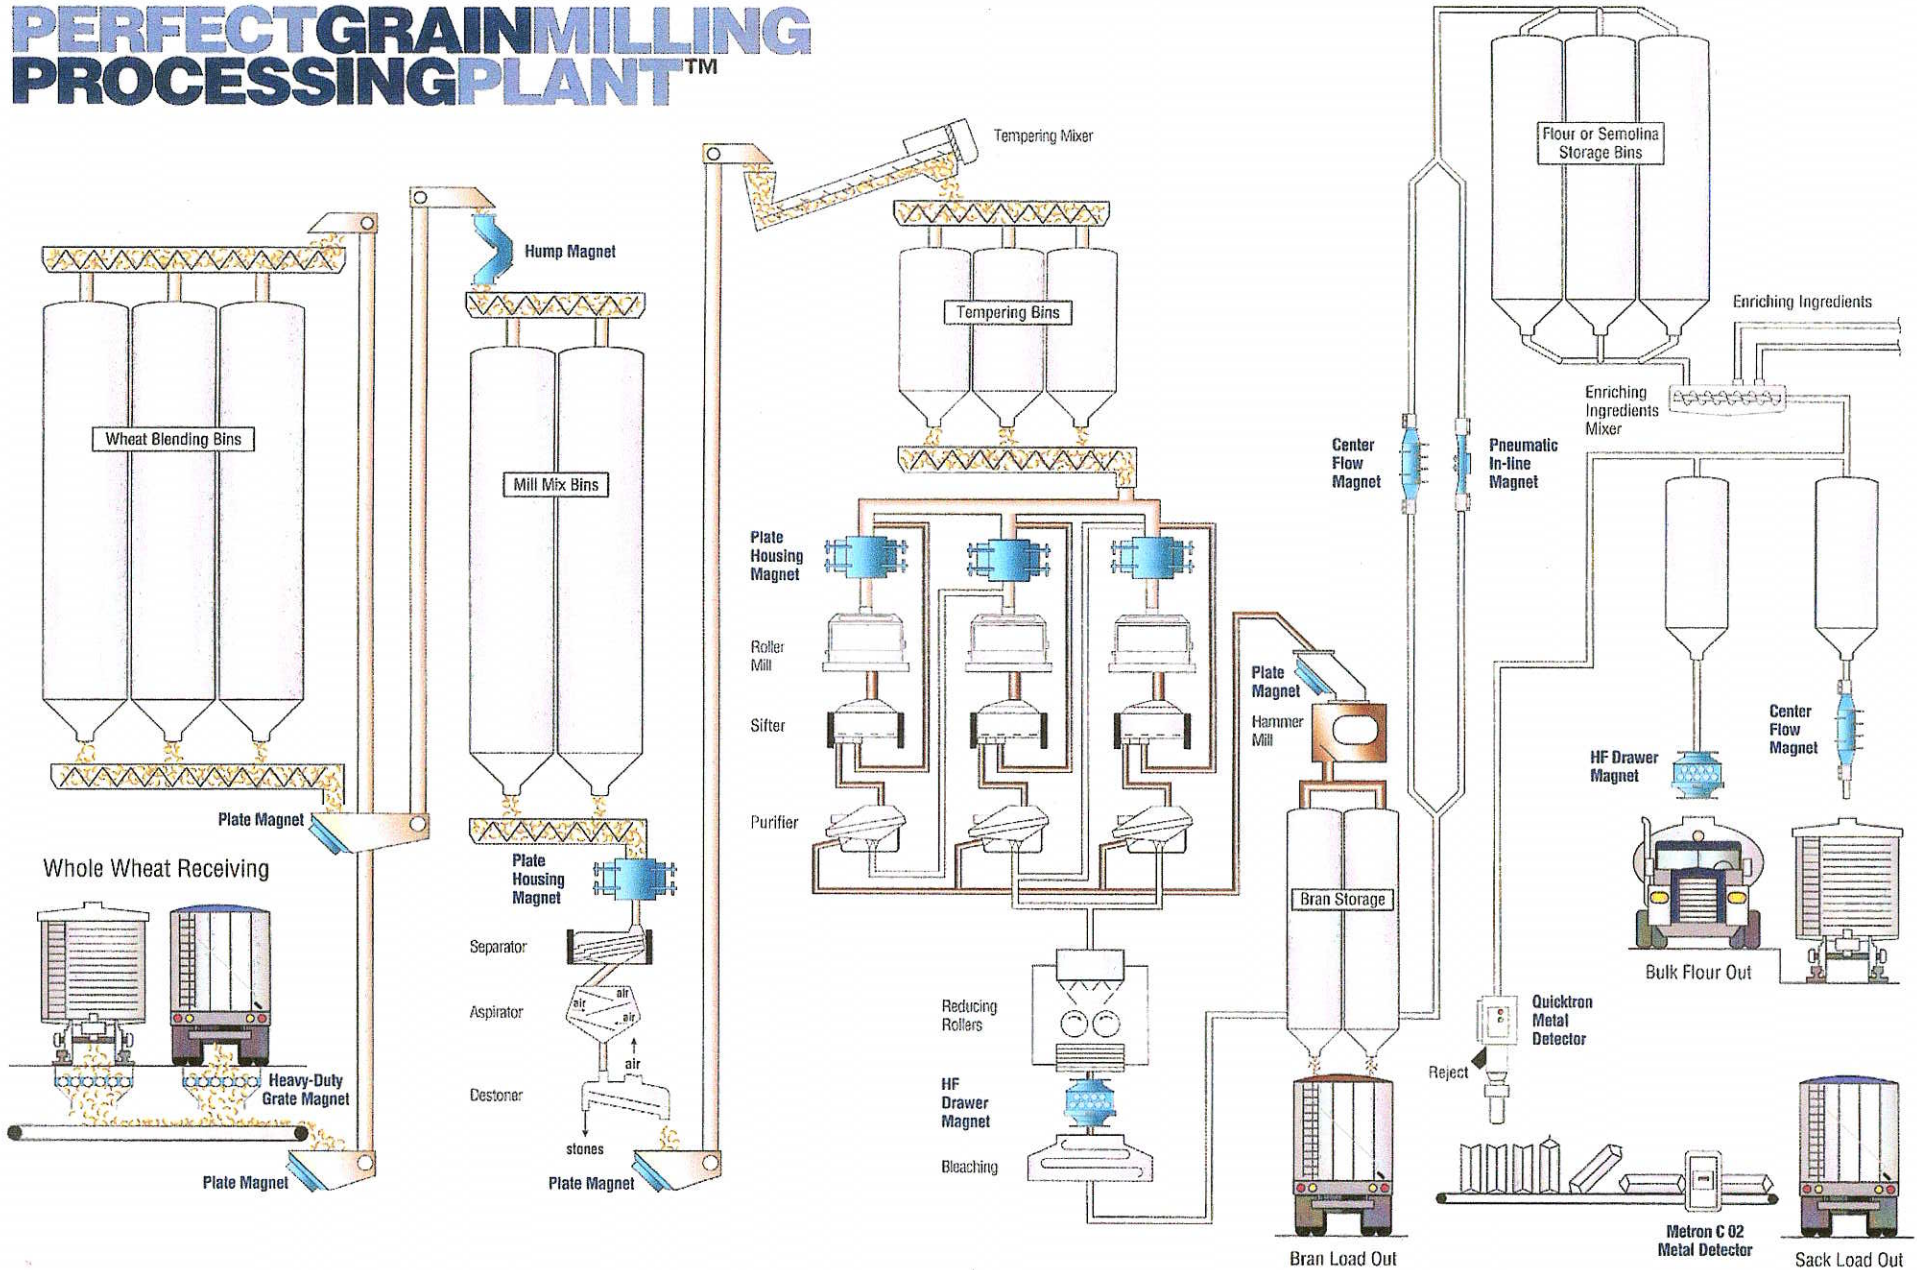 PERFECTGRAINMILLING
PROCESSINGPLANT™
Wheat Blending Bins
Plate Magnet
Whole Wheat Receiving
Heavy-Duty
Grate Magnet
Plate Magnet
Hump Magnet
Mill Mix Bins
Plate
Housing
Magnet
Separator
Aspirator
air
air
air
air
Destoner
stones
Plate Magnet
Tempering Mixer
Tempering Bins
Plate
Housing
Magnet
Roller
Mill
Sifter
Purifier
Reducing
Rollers
HF
Drawer
Magnet
Bleaching
Plate
Magnet
Hammer
Mill
Bran Storage
Bran Load Out
Center
Flow
Magnet
Pneumatic
In-line
Magnet
Flour or Semolina
Storage Bins
Enriching Ingredients
Enriching
Ingredients
Mixer
HF Drawer
Magnet
Center
Flow
Magnet
Bulk Flour Out
Quicktron
Metal
Detector
Reject
Metron C 02
Metal Detector
Sack Load Out